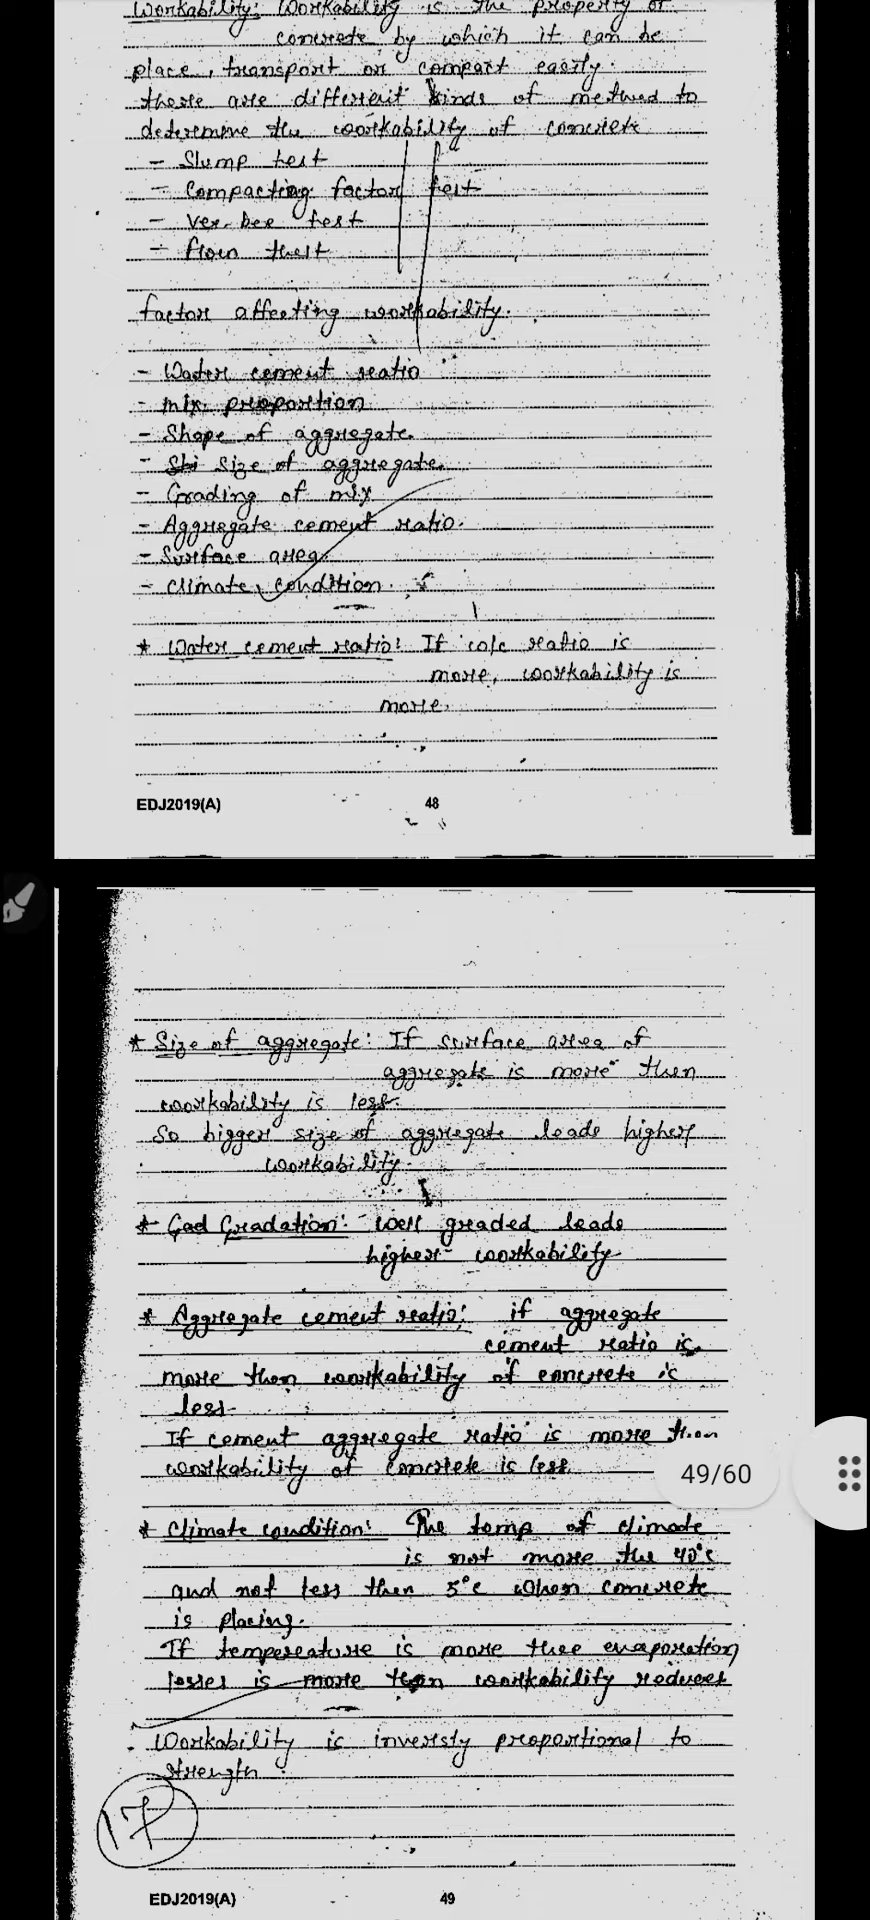 Workability: Workability is the property of
concrete by which it can be
place, transport or compact easily.
there are different kinds of method to
determine the workability of concrete
- Slump test
- Compacting factor test
- Vee-bee test
- flow thest
factor affecting workability.
- Water cement ratio
- mix proportion
- Shape of aggregate.
- Size of aggregate.
- Grading of mix
- Aggregate cement ratio.
- Surface area.
- Climate condition.
* Water cement ratio: If w/c ratio is
more, workability is
more.
EDJ2019(A) 48
* Size of aggregate: If surface area of
aggregate is more then
workability is less.
So bigger size of aggregate leads higher
workability.
* Gradation: Well graded leads
higher workability
* Aggregate cement ratio: if aggregate
cement ratio is
more then workability of concrete is
less.
If cement aggregate ratio is more then
workability of concrete is less.
49/60
* Climate condition: The temp of climate
is not more the 40°c
and not less then 5°c when concrete
is placing.
If temperature is more thee evaporation
losses is more then workability reduces
Workability is inversly proportional to
strength.
17
EDJ2019(A) 49